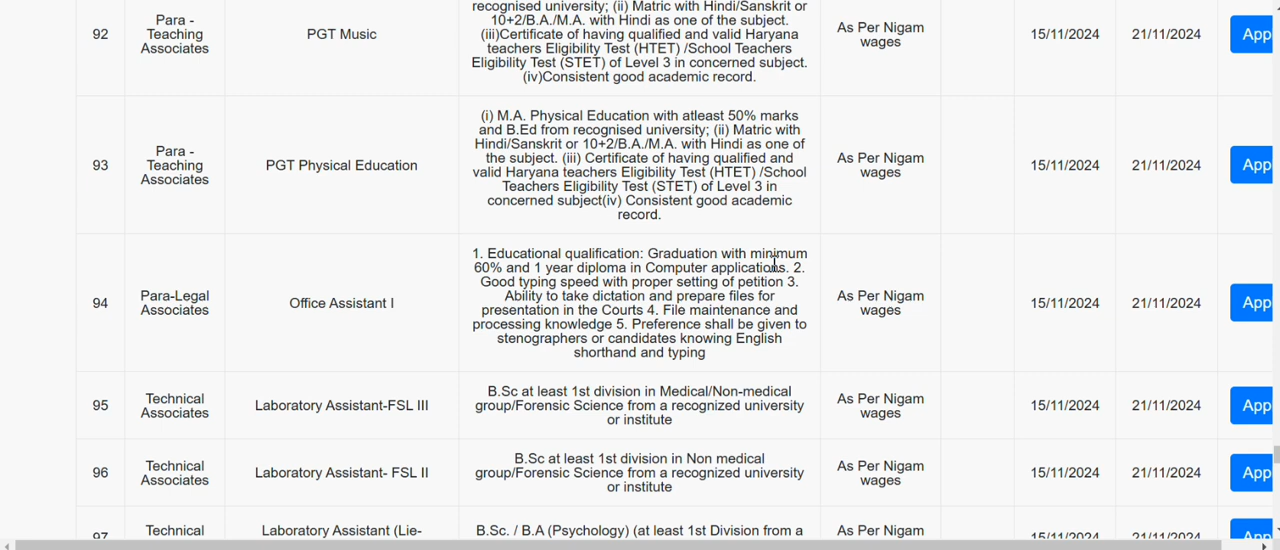 recognised university; (ii) Matric with Hindi/Sanskrit or
92
Para -
Teaching
Associates
PGT Music
10+2/B.A./M.A. with Hindi as one of the subject.
(iii)Certificate of having qualified and valid Haryana
teachers Eligibility Test (HTET) /School Teachers
Eligibility Test (STET) of Level 3 in concerned subject.
(iv)Consistent good academic record.
As Per Nigam
wages
15/11/2024
21/11/2024
App
93
Para -
Teaching
Associates
PGT Physical Education
(i) M.A. Physical Education with atleast 50% marks
and B.Ed from recognised university; (ii) Matric with
Hindi/Sanskrit or 10+2/B.A./M.A. with Hindi as one of
the subject. (iii) Certificate of having qualified and
valid Haryana teachers Eligibility Test (HTET) /School
Teachers Eligibility Test (STET) of Level 3 in
concerned subject(iv) Consistent good academic
record.
As Per Nigam
wages
15/11/2024
21/11/2024
App
94
Para-Legal
Associates
Office Assistant I
1. Educational qualification: Graduation with minimum
60% and 1 year diploma in Computer applications. 2.
Good typing speed with proper setting of petition 3.
Ability to take dictation and prepare files for
presentation in the Courts 4. File maintenance and
processing knowledge 5. Preference shall be given to
stenographers or candidates knowing English
shorthand and typing
As Per Nigam
wages
15/11/2024
21/11/2024
App
95
Technical
Associates
Laboratory Assistant-FSL III
B.Sc at least 1st division in Medical/Non-medical
group/Forensic Science from a recognized university
or institute
As Per Nigam
wages
15/11/2024
21/11/2024
App
96
Technical
Associates
Laboratory Assistant- FSL II
B.Sc at least 1st division in Non medical
group/Forensic Science from a recognized university
or institute
As Per Nigam
wages
15/11/2024
21/11/2024
App
97
Technical
Laboratory Assistant (Lie-
B.Sc. / B.A (Psychology) (at least 1st Division from a
As Per Nigam
15/11/2024
21/11/2024
App